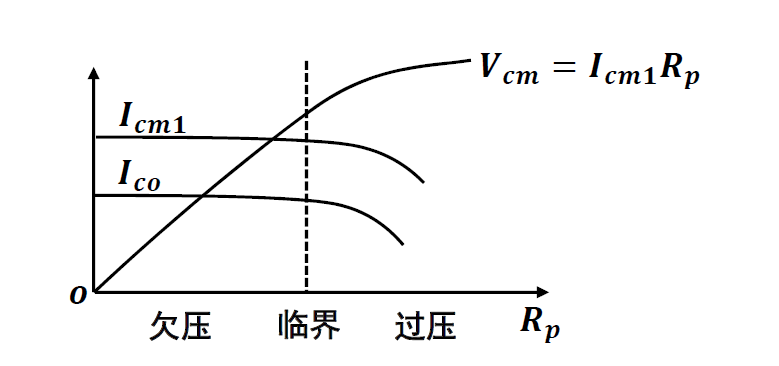 V_cm = I_cm1 R_p
I_cm1
I_co
o
欠压 临界 过压 R_p